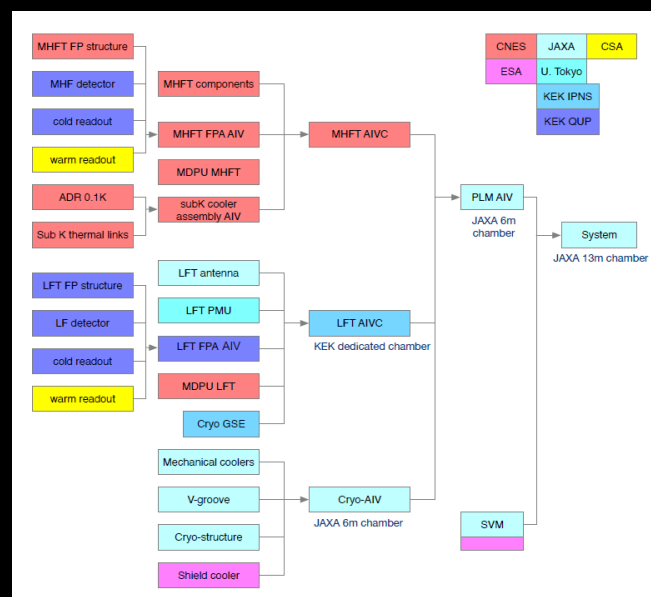 MHFT FP structure
MHF detector
cold readout
warm readout
ADR 0.1K
Sub K thermal links
MHFT components
MHFT FPA AIV
MDPU MHFT
subK cooler
assembly AIV
MHFT AIVC
CNES
JAXA
CSA
ESA
U. Tokyo
KEK IPNS
KEK QUP
PLM AIV
JAXA 6m
chamber
System
JAXA 13m chamber
LFT FP structure
LF detector
cold readout
warm readout
LFT antenna
LFT PMU
LFT FPA AIV
MDPU LFT
Cryo GSE
LFT AIVC
KEK dedicated chamber
Mechanical coolers
V-groove
Cryo-structure
Shield cooler
Cryo-AIV
JAXA 6m chamber
SVM